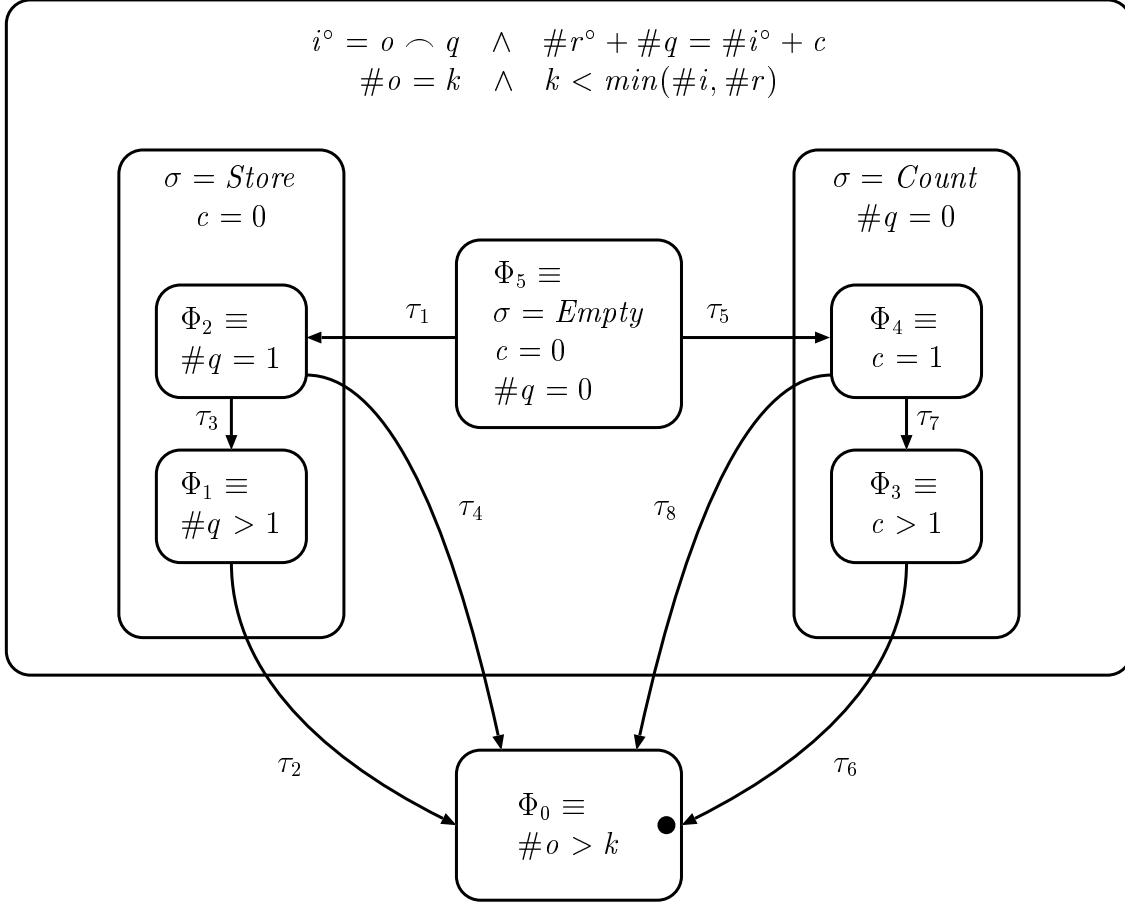 i° = o ⌢ q ∧ #r° + #q = #i° + c
#o = k ∧ k < min(#i, #r)
σ = Store
c = 0
σ = Count
#q = 0
Φ₅ ≡
σ = Empty
c = 0
#q = 0
Φ₂ ≡
#q = 1
Φ₄ ≡
c = 1
τ₁
τ₅
τ₃
τ₇
Φ₁ ≡
#q > 1
Φ₃ ≡
c > 1
τ₄
τ₈
τ₂
τ₆
Φ₀ ≡
#o > k